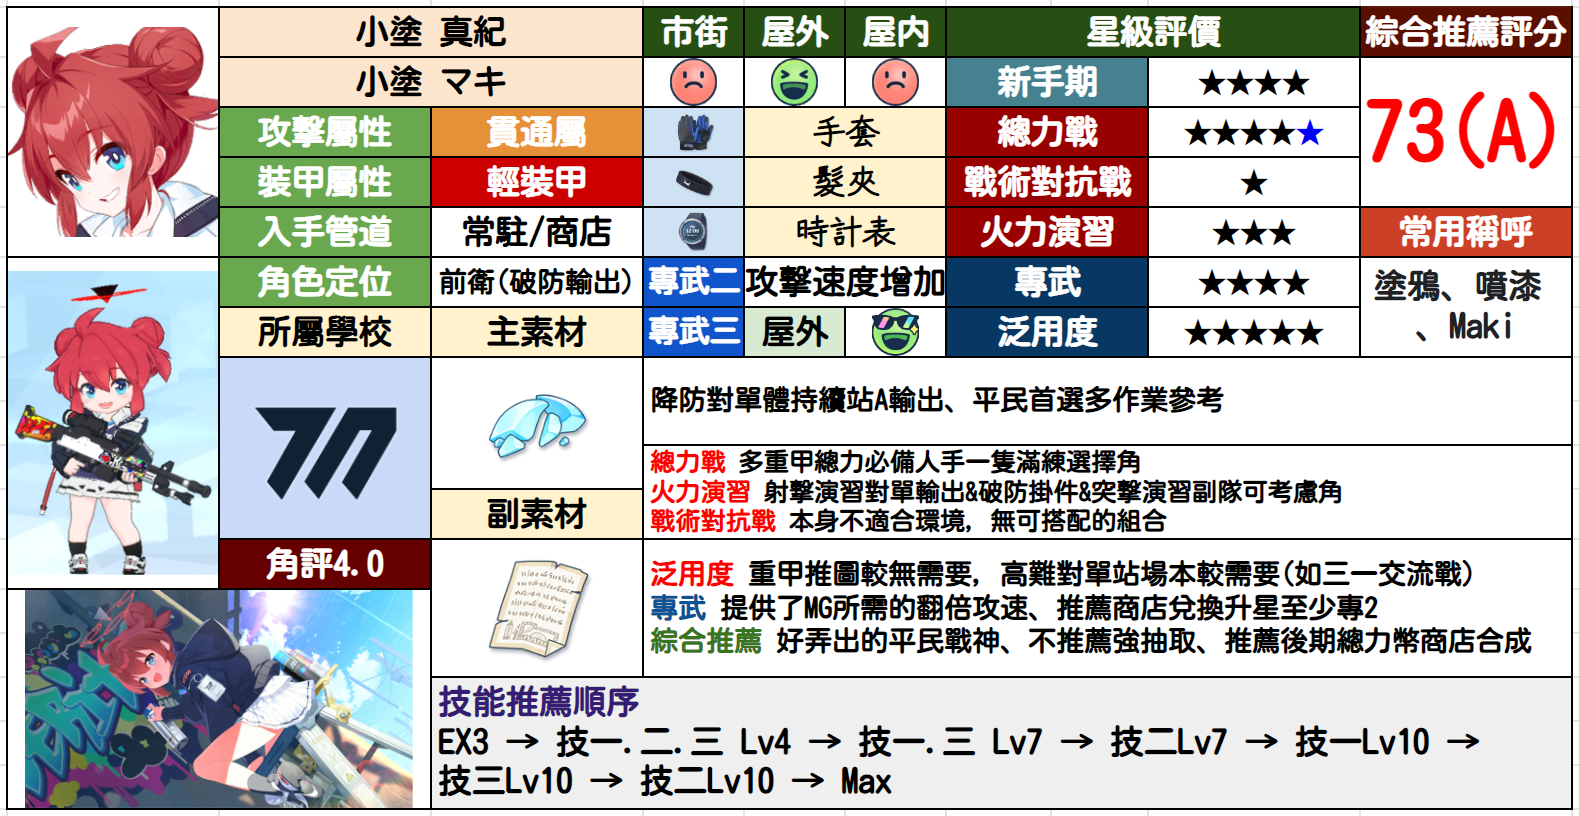 小塗 真紀
市街
屋外
屋内
星級評價
綜合推薦評分
小塗 マキ
新手期
★★★★
73(A)
攻擊屬性
貫通屬
手套
總力戰
★★★★★
裝甲屬性
輕裝甲
髮夾
戰術對抗戰
★
入手管道
常駐/商店
時計表
火力演習
★★★
常用稱呼
角色定位
前衛(破防輸出)
專武二
攻擊速度增加
專武
★★★★
塗鴉、噴漆
、Maki
所屬學校
主素材
專武三
屋外
泛用度
★★★★★
降防對單體持續站A輸出、平民首選多作業參考
總力戰 多重甲總力必備人手一隻滿練選擇角
火力演習 射擊演習對單輸出&破防掛件&突擊演習副隊可考慮角
戰術對抗戰 本身不適合環境, 無可搭配的組合
副素材
角評4.0
泛用度 重甲推圖較無需要, 高難對單站場本較需要(如三一交流戰)
專武 提供了MG所需的翻倍攻速、推薦商店兌換升星至少專2
綜合推薦 好弄出的平民戰神、不推薦強抽取、推薦後期總力幣商店合成
技能推薦順序
EX3 → 技一.二.三 Lv4 → 技一.三 Lv7 → 技二Lv7 → 技一Lv10 →
技三Lv10 → 技二Lv10 → Max